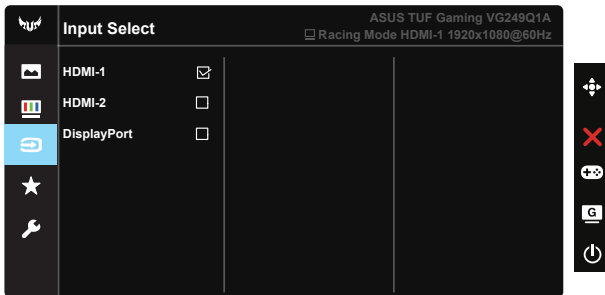 ASUS TUF Gaming VG249Q1A
Input Select
Racing Mode HDMI-1 1920x1080@60Hz
HDMI-1
HDMI-2
DisplayPort
G